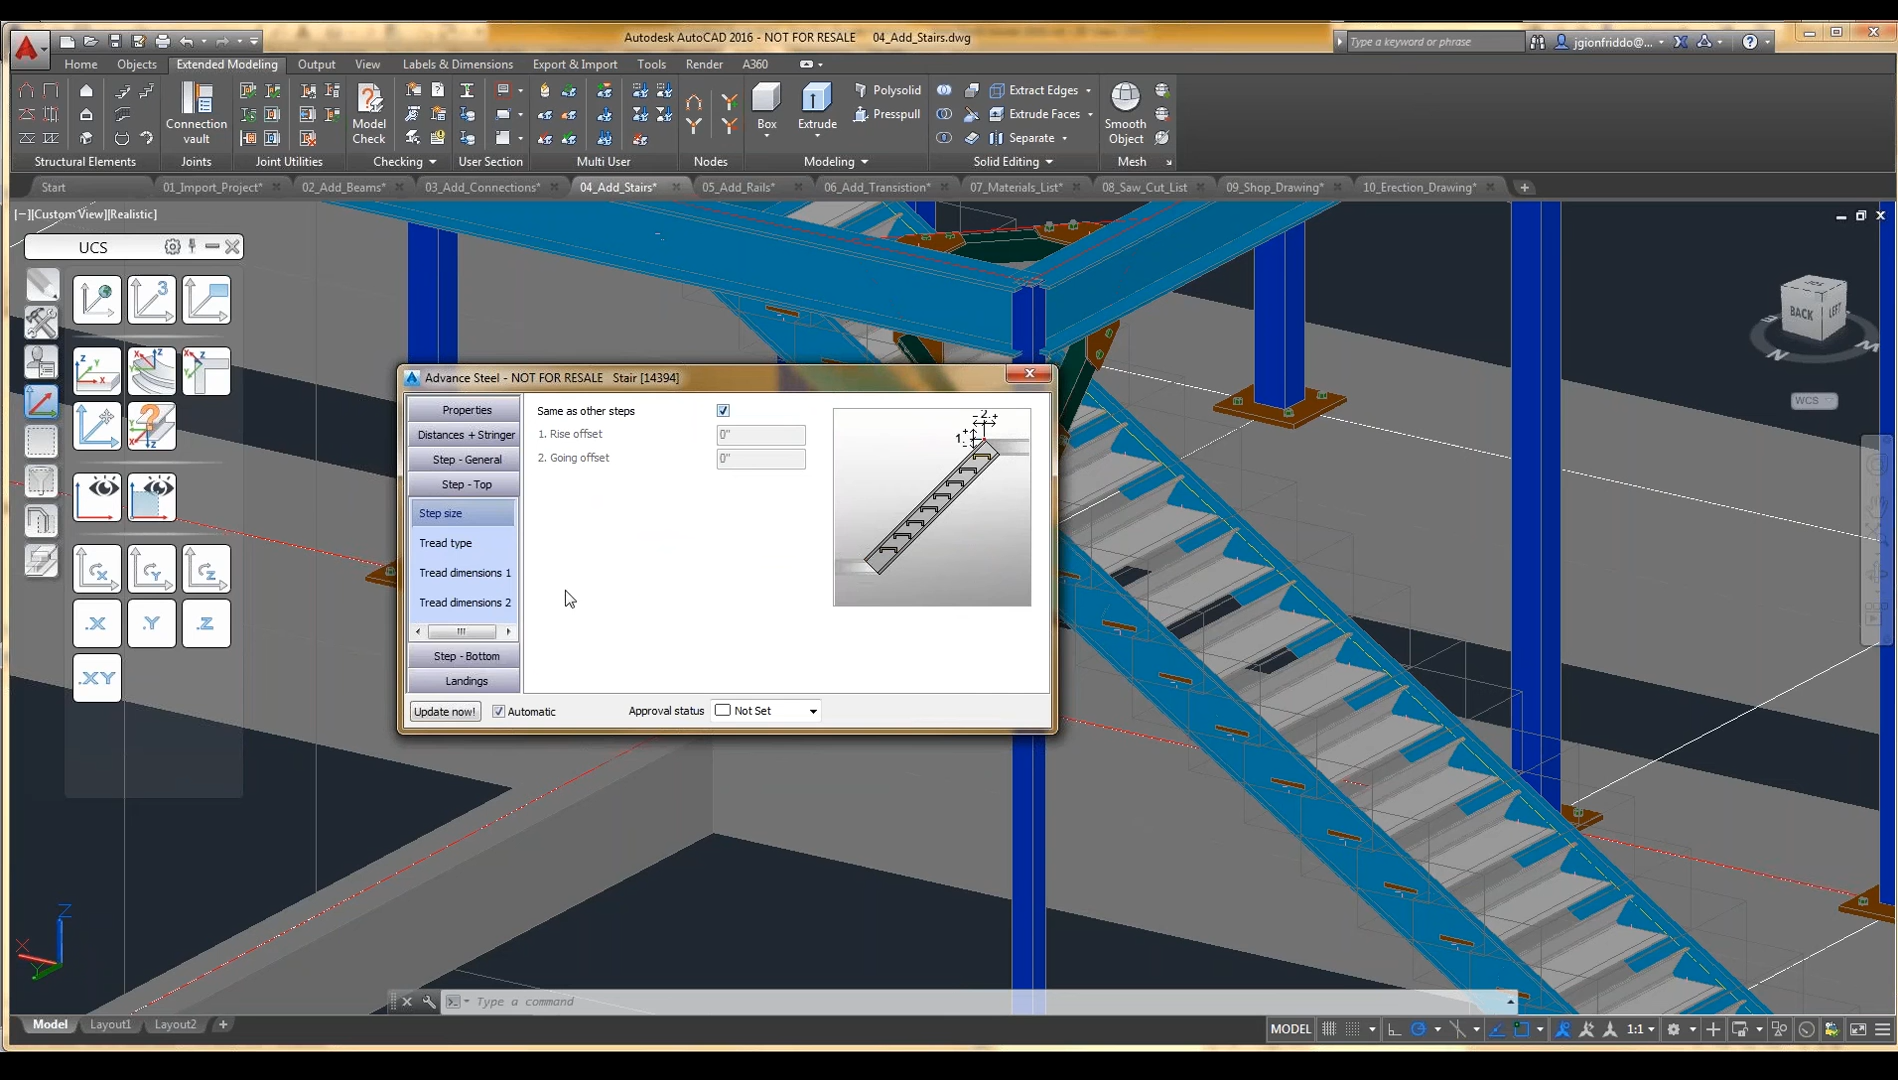 Autodesk AutoCAD 2016 - NOT FOR RESALE 04_Add_Stairs.dwg
Type a keyword or phrase
jgionfriddo@...
Home Objects Extended Modeling Output View Labels & Dimensions Export & Import Tools Render A360
Connection vault
Model Check
Box
Extrude
Polysolid
Presspull
Extract Edges
Extrude Faces
Separate
Smooth Object
Structural Elements Joints Joint Utilities Checking User Section Multi User Nodes Modeling Solid Editing Mesh
Start 01_Import_Project* 02_Add_Beams* 03_Add_Connections* 04_Add_Stairs* 05_Add_Rails* 06_Add_Transistion* 07_Materials_List* 08_Saw_Cut_List 09_Shop_Drawing* 10_Erection_Drawing*
[−][Custom View][Realistic]
UCS
3
Z
Y
X
.X .Y .Z
.XY
BACK LEFT
N
WCS
Advance Steel - NOT FOR RESALE Stair [14394]
Properties
Distances + Stringer
Step - General
Step - Top
Step size
Tread type
Tread dimensions 1
Tread dimensions 2
Step - Bottom
Landings
Same as other steps
1. Rise offset 0"
2. Going offset 0"
- 2. +
1.
Update now! Automatic Approval status Not Set
Z
X
Y
Type a command
Model Layout1 Layout2 +
MODEL 1:1